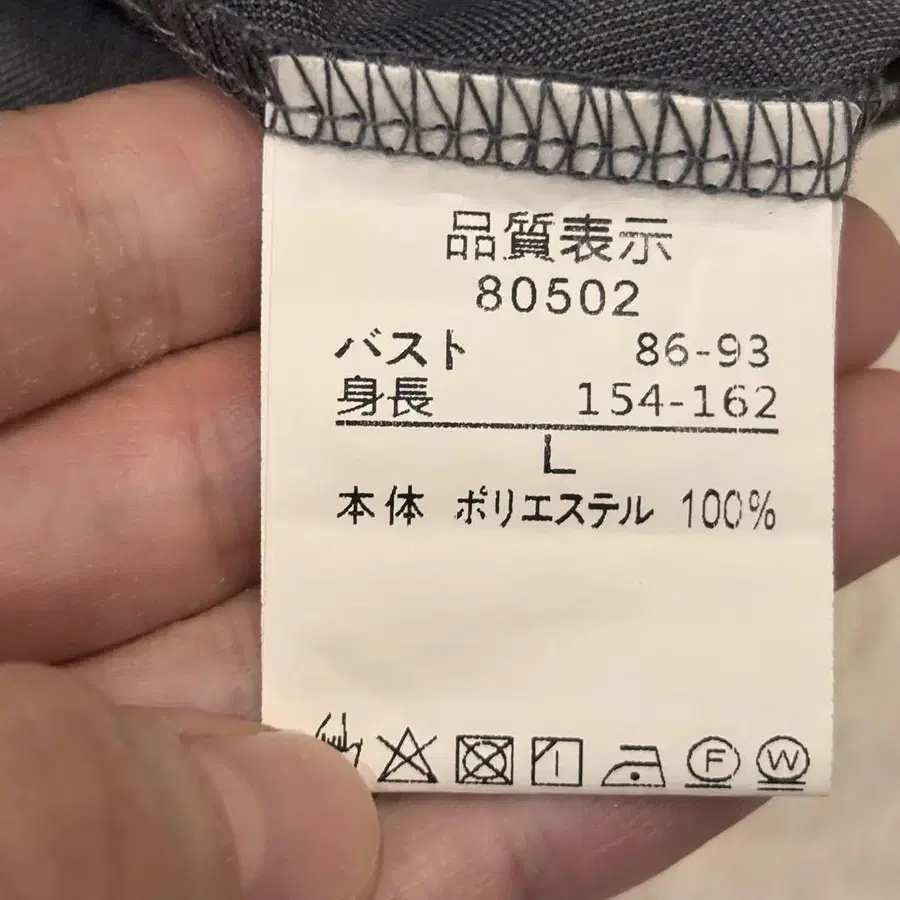 品質表示
80502
バスト 86-93
身長 154-162
L
本体 ポリエステル 100%
F W